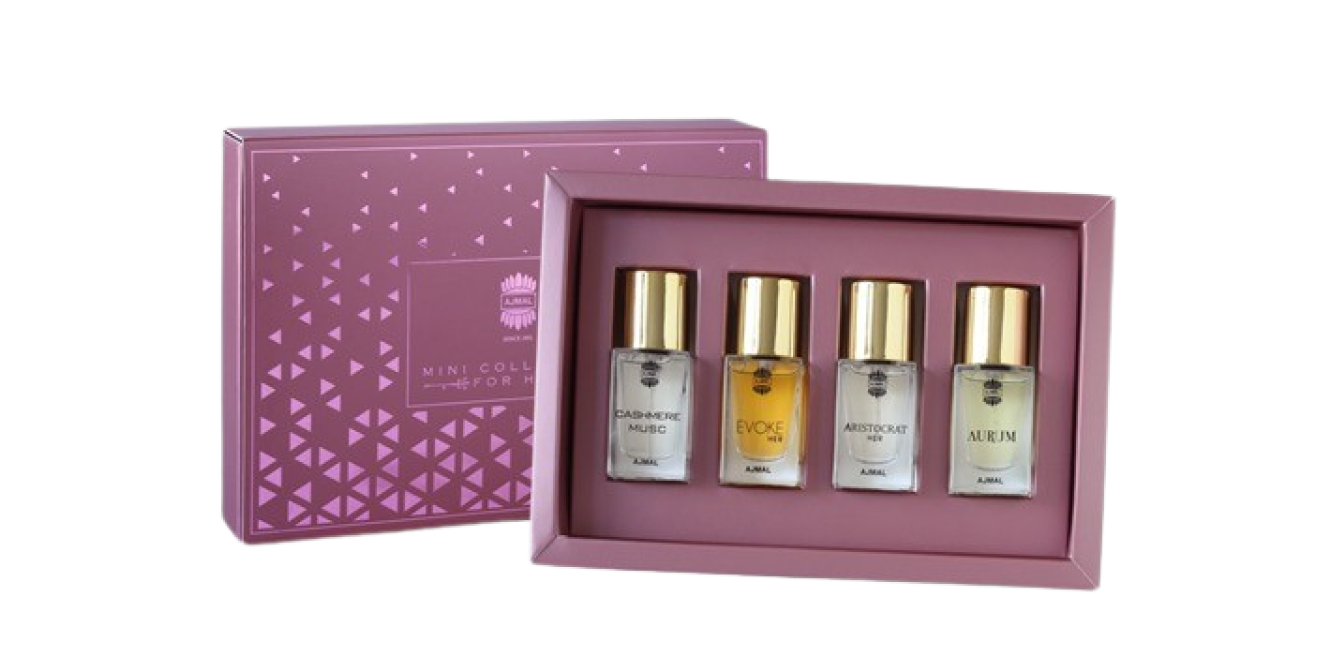 AJMAL
MINI COLL
FOR H
CASHMERE
MUSC
AJMAL
EVOKE
HER
AJMAL
ARISTOCRAT
HER
AJMAL
AURUM
AJMAL